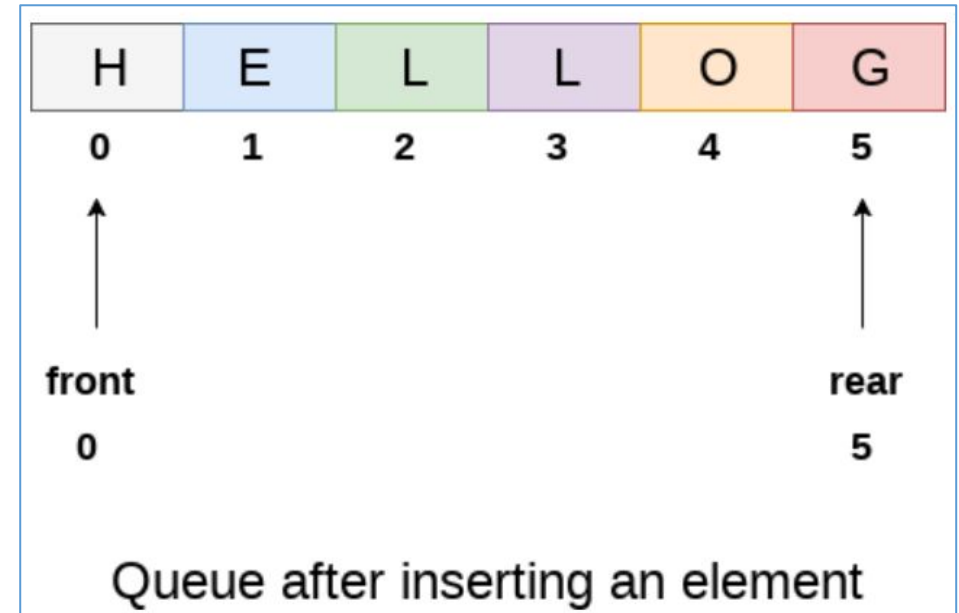 H E L L O G
0 1 2 3 4 5
front rear
0 5
Queue after inserting an element